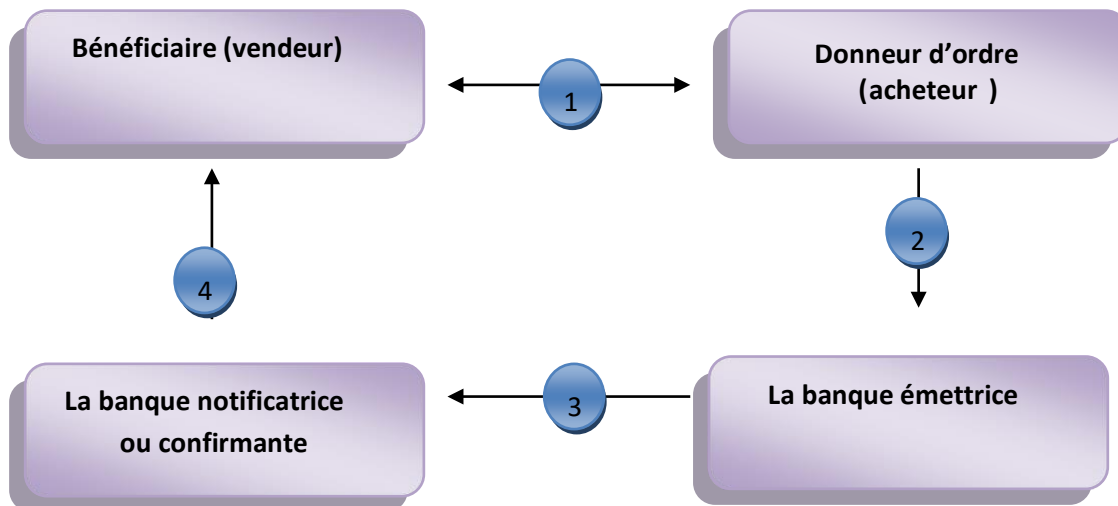 Bénéficiaire (vendeur)
Donneur d'ordre
(acheteur )
1
2
4
3
La banque notificatrice
ou confirmante
La banque émettrice